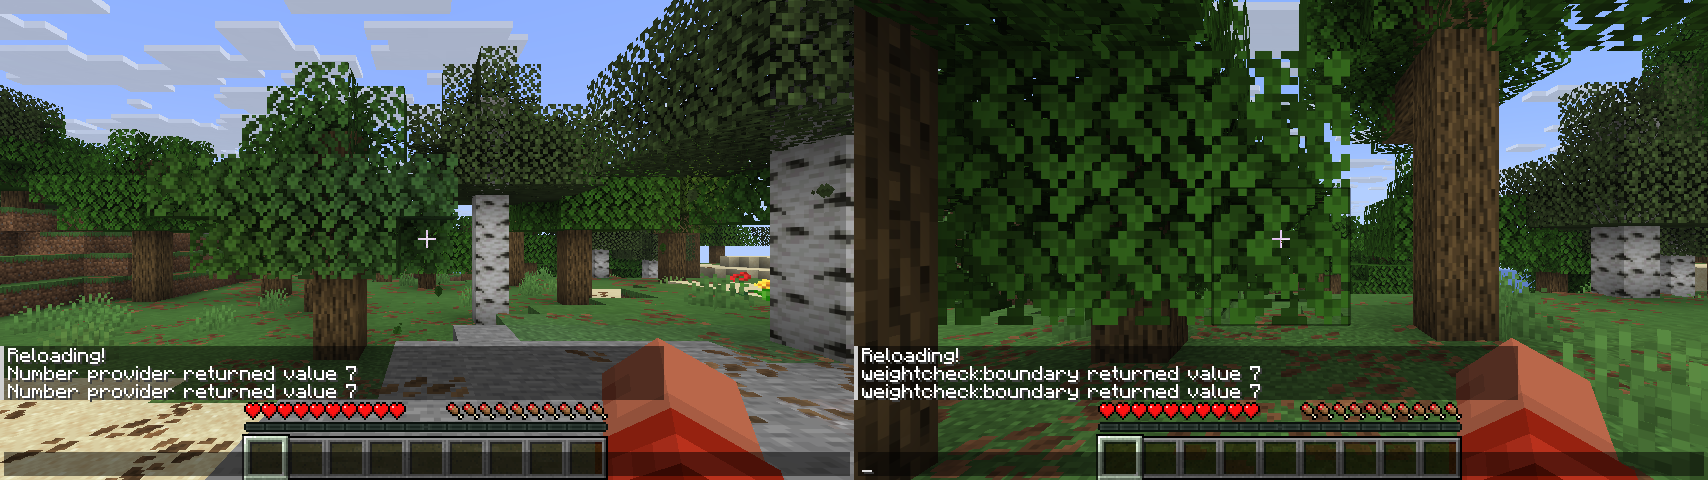 Reloading!
Number provider returned value 7
Number provider returned value 7
Reloading!
weightcheck:boundary returned value 7
weightcheck:boundary returned value 7
_